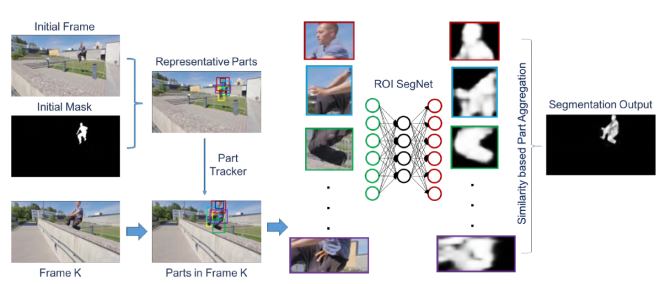 Initial Frame
Representative Parts
Initial Mask
Part
Tracker
Frame K
Parts in Frame K
ROI SegNet
Similarity based Part Aggregation
Segmentation Output